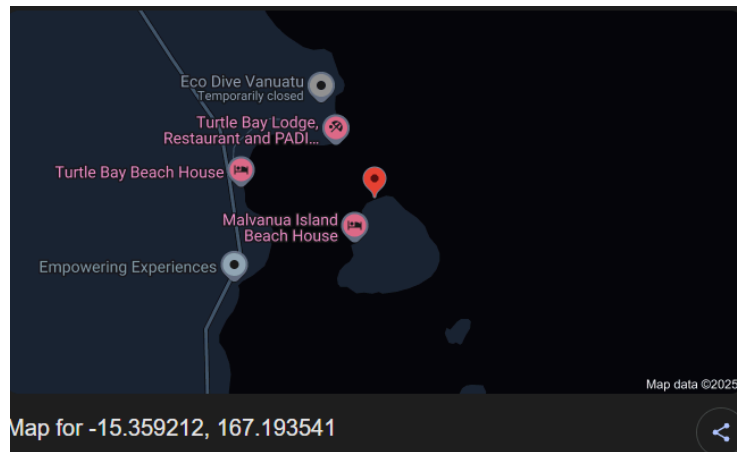 Eco Dive Vanuatu
Temporarily closed
Turtle Bay Lodge,
Restaurant and PADI...
Turtle Bay Beach House
Malvanua Island
Beach House
Empowering Experiences
Map data ©2025
Map for -15.359212, 167.193541